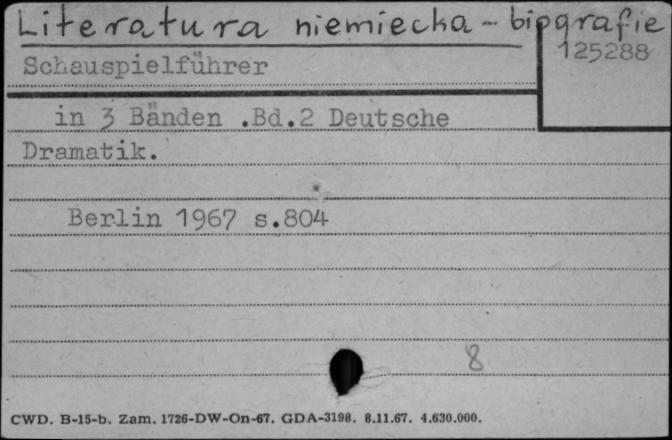 Literatura niemiecka - biografie
125288
Schauspielführer
in 3 Bänden .Bd.2 Deutsche
Dramatik.
Berlin 1967 s.804
8
CWD. B-15-b. Zam. 1726-DW-On-67. GDA-3198. 8.11.67. 4.630.000.